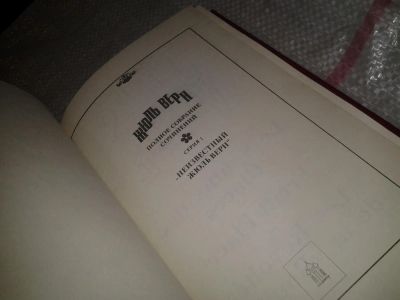 ЖЮЛЬ ВЕРН
ПОЛНОЕ СОБРАНИЕ
СОЧИНЕНИЙ
СЕРИЯ 1
"НЕИЗВЕСТНЫЙ
ЖЮЛЬ ВЕРН"